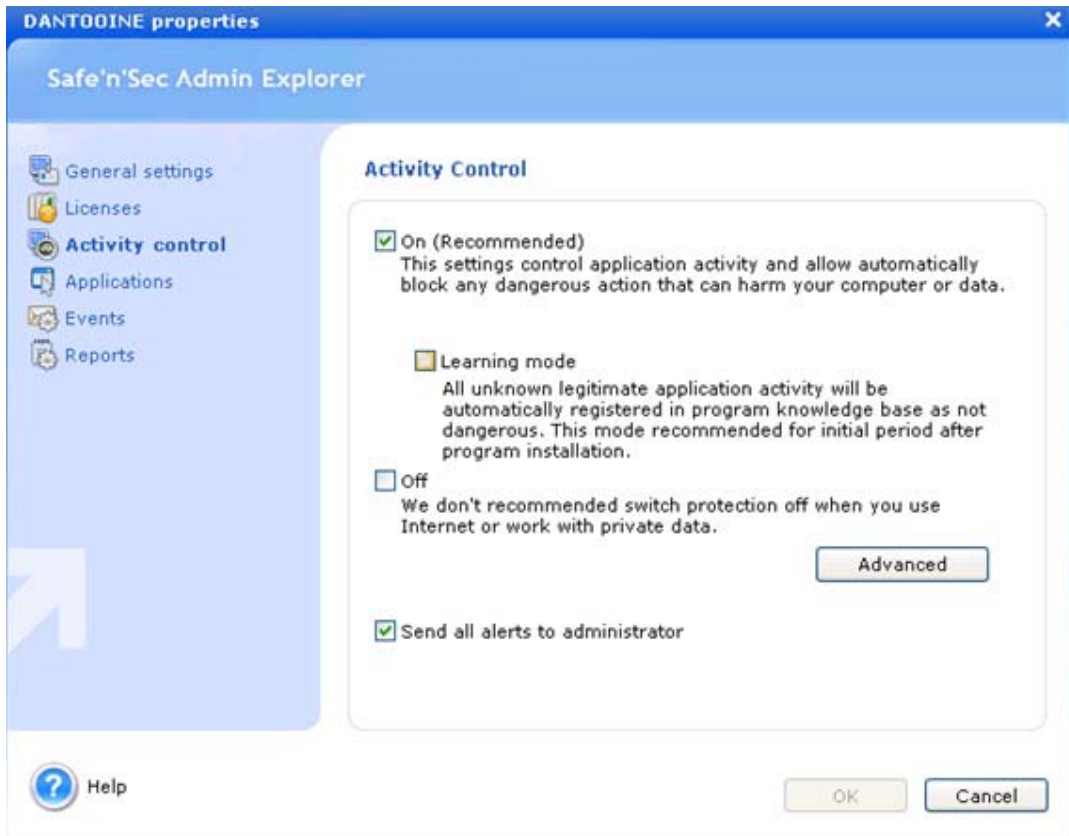 DANTOOINE properties
Safe'n'Sec Admin Explorer
General settings
Licenses
Activity control
Applications
Events
Reports
Activity Control
On (Recommended)
This settings control application activity and allow automatically
block any dangerous action that can harm your computer or data.
Learning mode
All unknown legitimate application activity will be
automatically registered in program knowledge base as not
dangerous. This mode recommended for initial period after
program installation.
Off
We don't recommended switch protection off when you use
Internet or work with private data.
Advanced
Send all alerts to administrator
Help
OK
Cancel